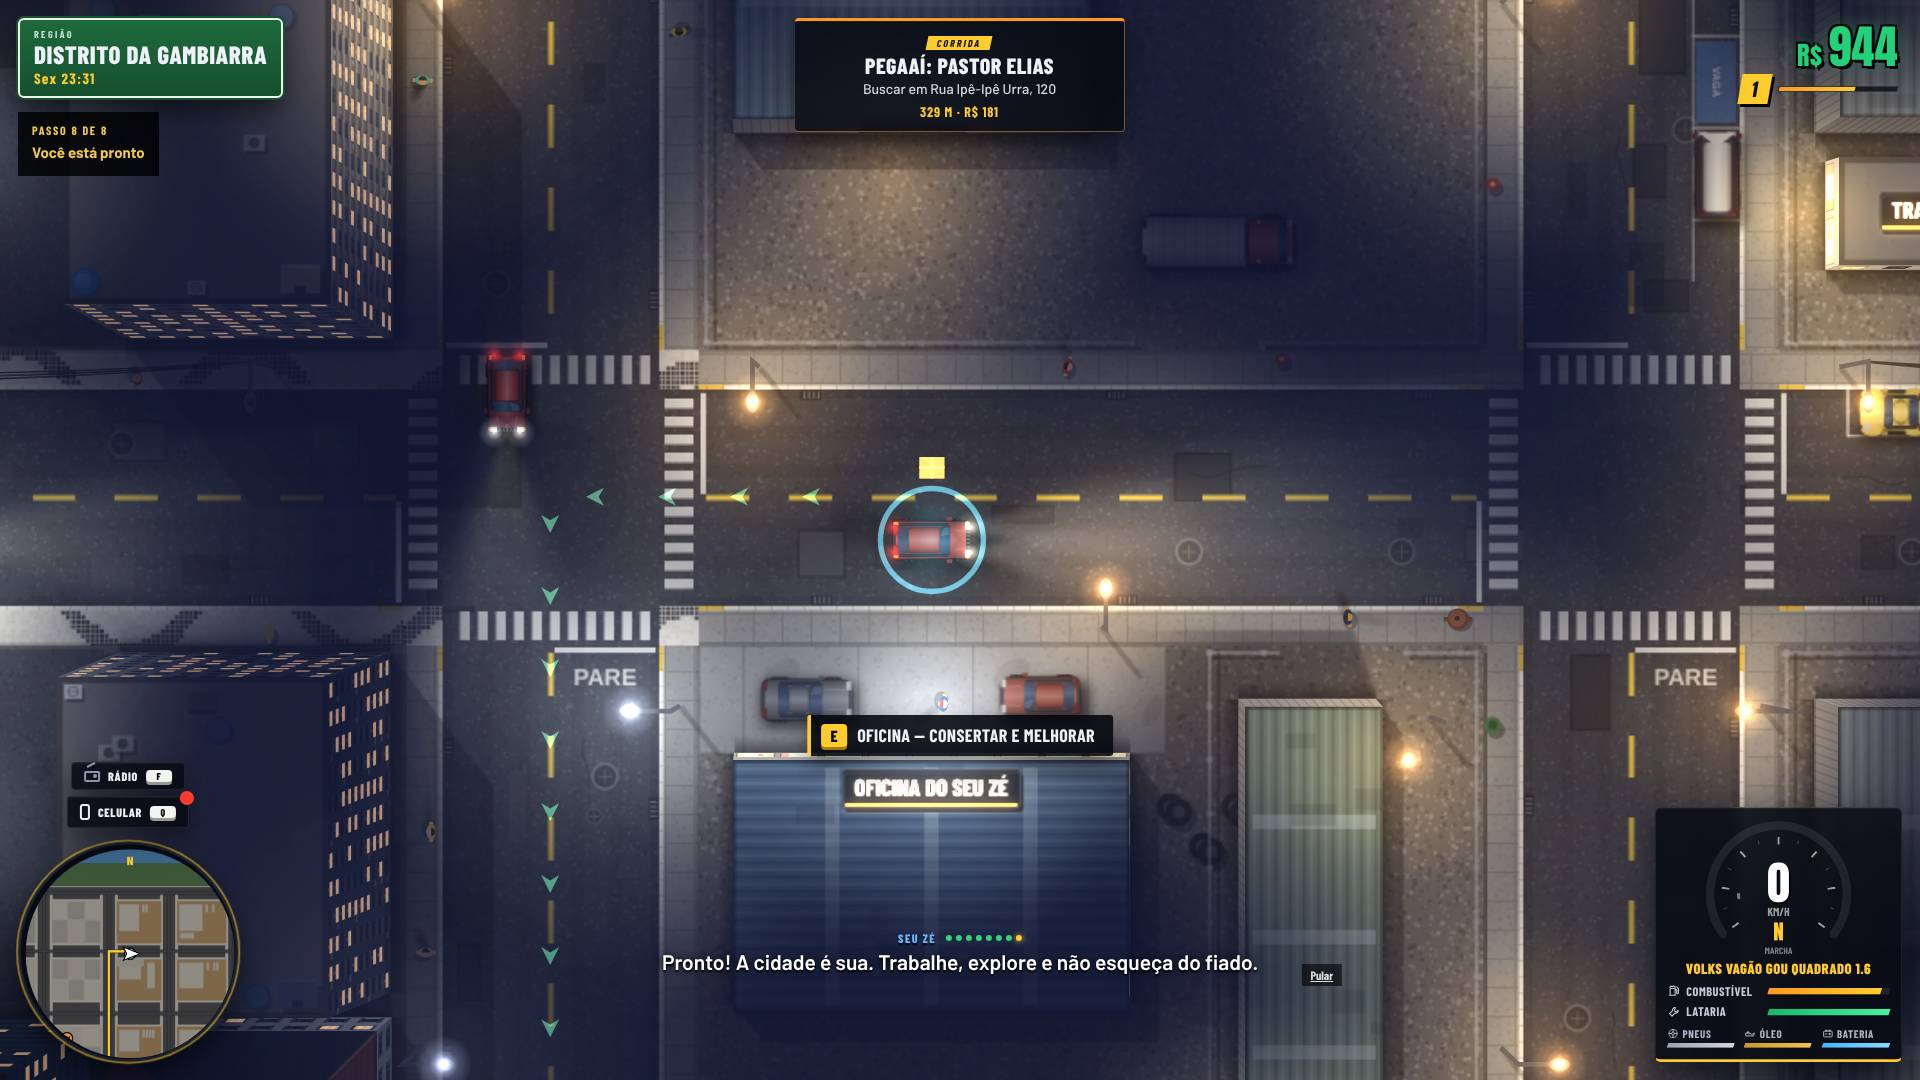 REGIÃO
DISTRITO DA GAMBIARRA
Sex 23:31
PASSO 8 DE 8
Você está pronto
CORRIDA
PEGAAÍ: PASTOR ELIAS
Buscar em Rua Ipê-Ipê Urra, 120
329 M · R$ 181
R$ 944
1
VAGA
TRA
PARE
PARE
E OFICINA — CONSERTAR E MELHORAR
OFICINA DO SEU ZÉ
RÁDIO F
CELULAR Q
N
SEU ZÉ
Pronto! A cidade é sua. Trabalhe, explore e não esqueça do fiado.
Pular
0
KM/H
N
MARCHA
VOLKS VAGÃO GOU QUADRADO 1.6
COMBUSTÍVEL
LATARIA
PNEUS ÓLEO BATERIA